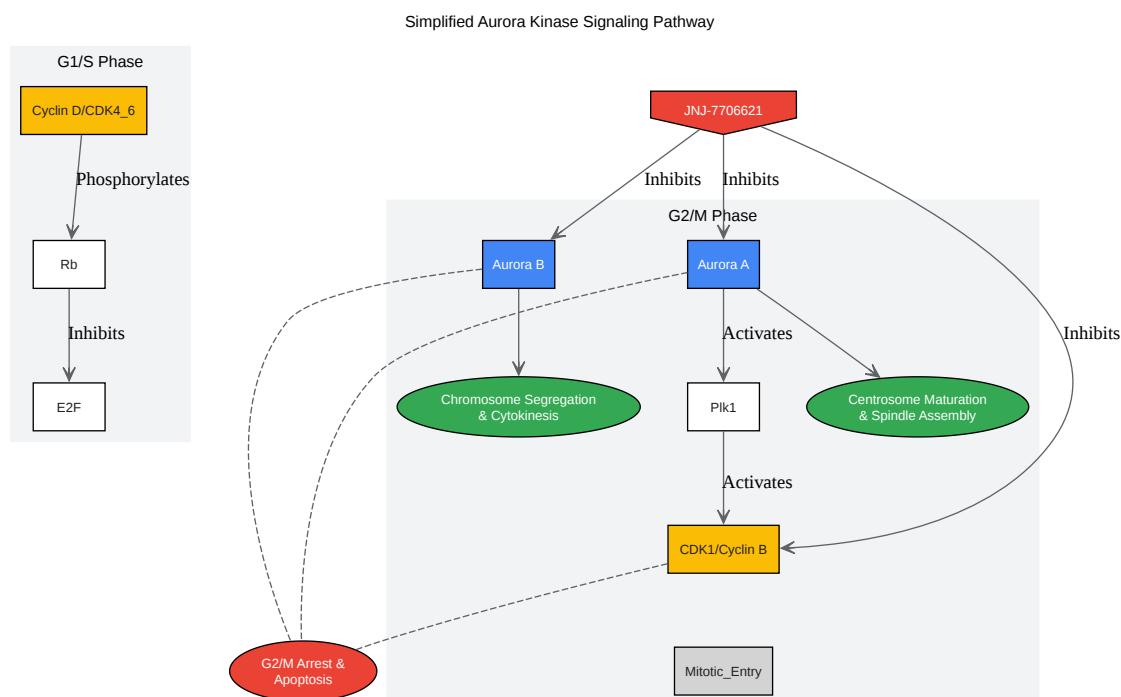 Simplified Aurora Kinase Signaling Pathway
G1/S Phase
Cyclin D/CDK4_6
JNJ-7706621
Phosphorylates
Inhibits
Inhibits
G2/M Phase
Rb
Aurora B
Aurora A
Inhibits
Activates
Inhibits
E2F
Chromosome Segregation
& Cytokinesis
Plk1
Centrosome Maturation
& Spindle Assembly
Activates
CDK1/Cyclin B
G2/M Arrest &
Apoptosis
Mitotic_Entry